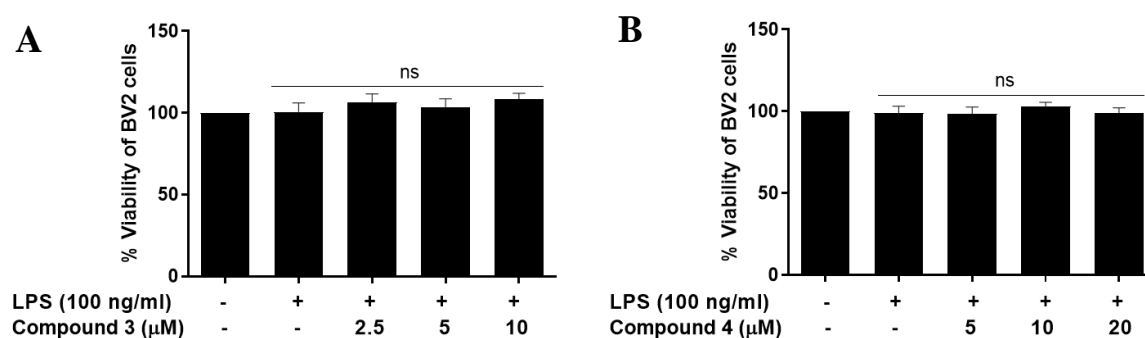 A
% Viability of BV2 cells
150
100
50
0
ns
LPS (100 ng/ml) - + + + +
Compound 3 (μM) - - 2.5 5 10
B
% Viability of BV2 cells
150
100
50
0
ns
LPS (100 ng/ml) - + + + +
Compound 4 (μM) - - 5 10 20